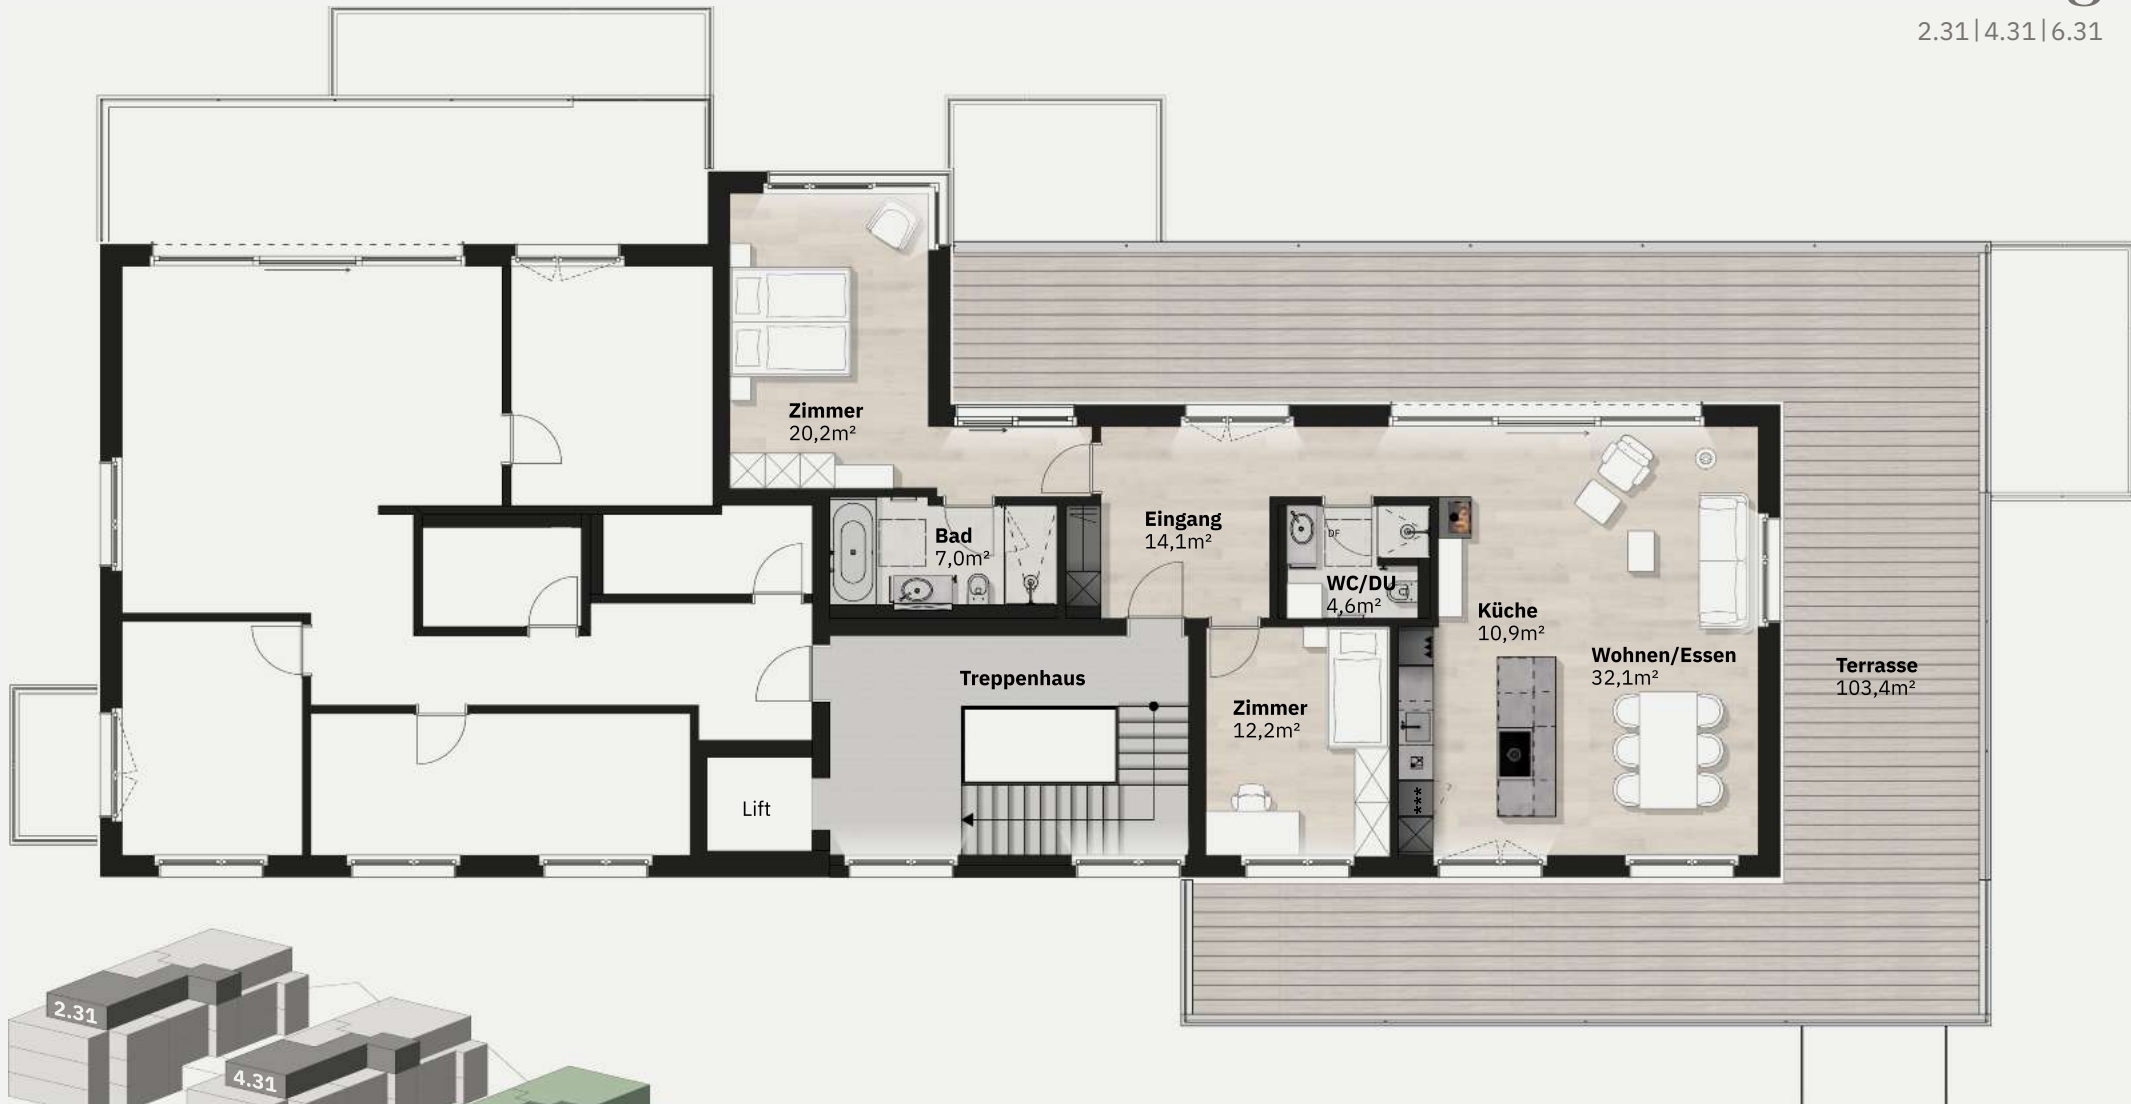 2.31|4.31|6.31
Zimmer
20,2m²
Bad
7,0m²
Eingang
14,1m²
DF
WC/DU
4,6m²
Küche
10,9m²
Wohnen/Essen
32,1m²
Terrasse
103,4m²
Treppenhaus
Zimmer
12,2m²
Lift
***
2.31
4.31